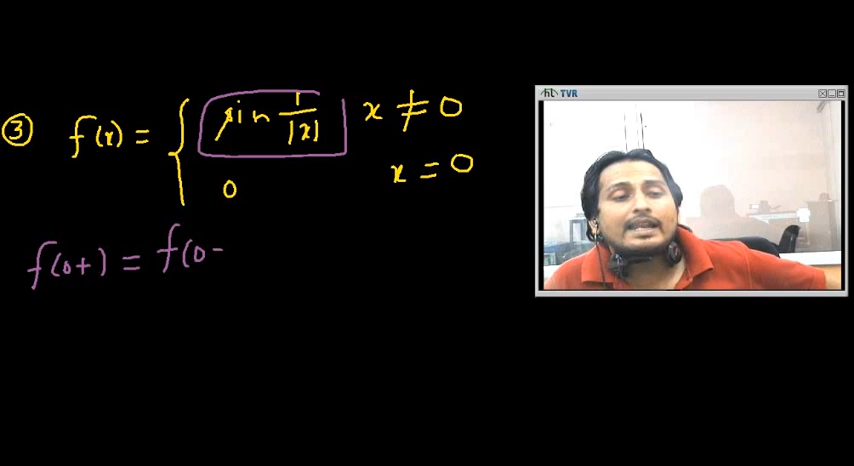 ③ f(x) = { sin 1/|x| x ≠ 0
0 x = 0
f(0+) = f(0-
TVR